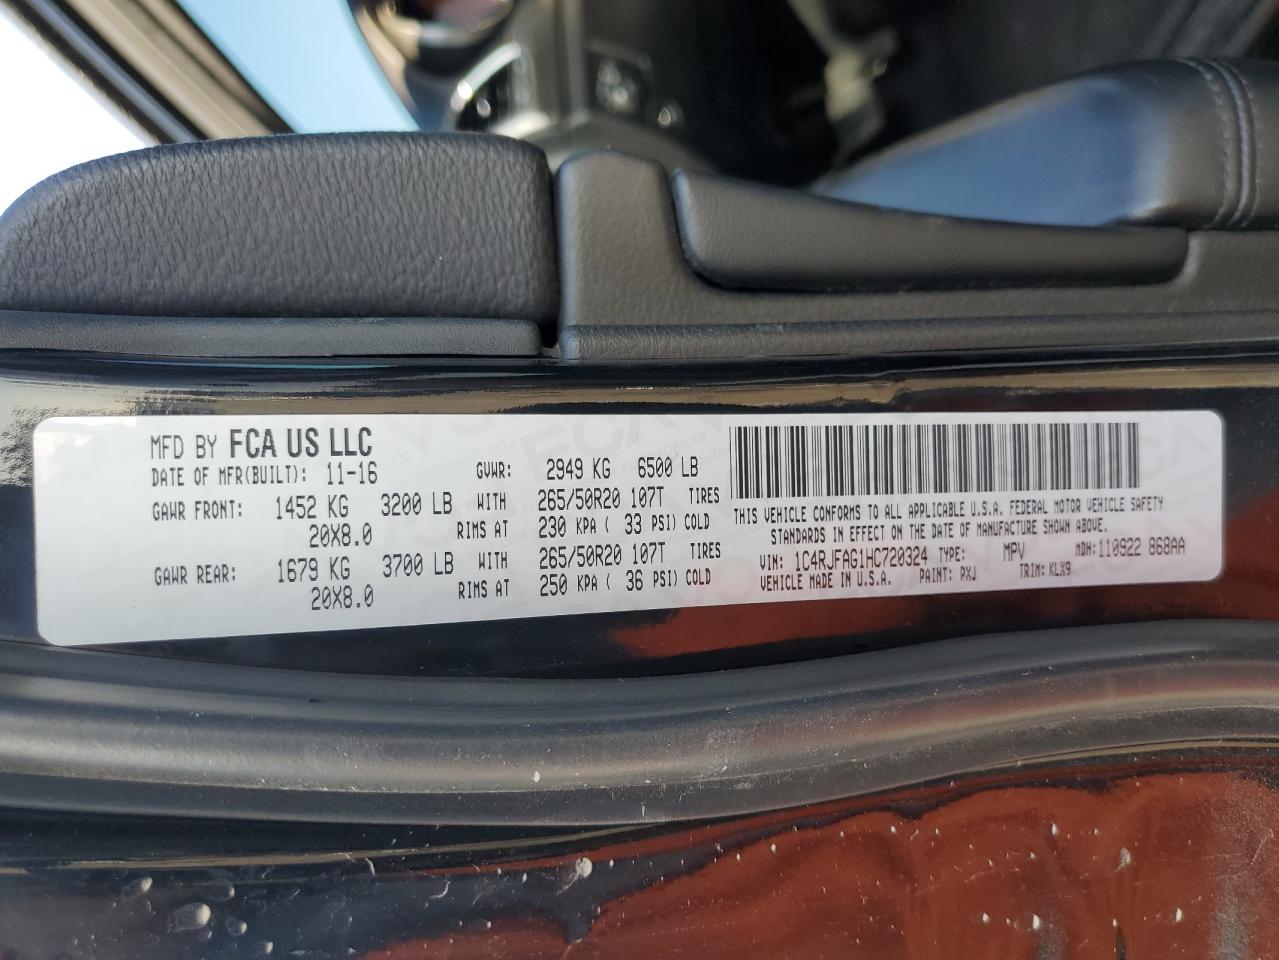 MFD BY FCA US LLC
DATE OF MFR(BUILT): 11-16 GVWR: 2949 KG 6500 LB
GAWR FRONT: 1452 KG 3200 LB WITH 265/50R20 107T TIRES
20X8.0 RIMS AT 230 KPA ( 33 PSI) COLD
GAWR REAR: 1679 KG 3700 LB WITH 265/50R20 107T TIRES
20X8.0 RIMS AT 250 KPA ( 36 PSI) COLD
THIS VEHICLE CONFORMS TO ALL APPLICABLE U.S.A. FEDERAL MOTOR VEHICLE SAFETY
STANDARDS IN EFFECT ON THE DATE OF MANUFACTURE SHOWN ABOVE.
VIN: 1C4RJFAG1HC720324 TYPE: MPV MDH: 110922 868AA
VEHICLE MADE IN U.S.A. PAINT: PXJ TRIM: KLX9